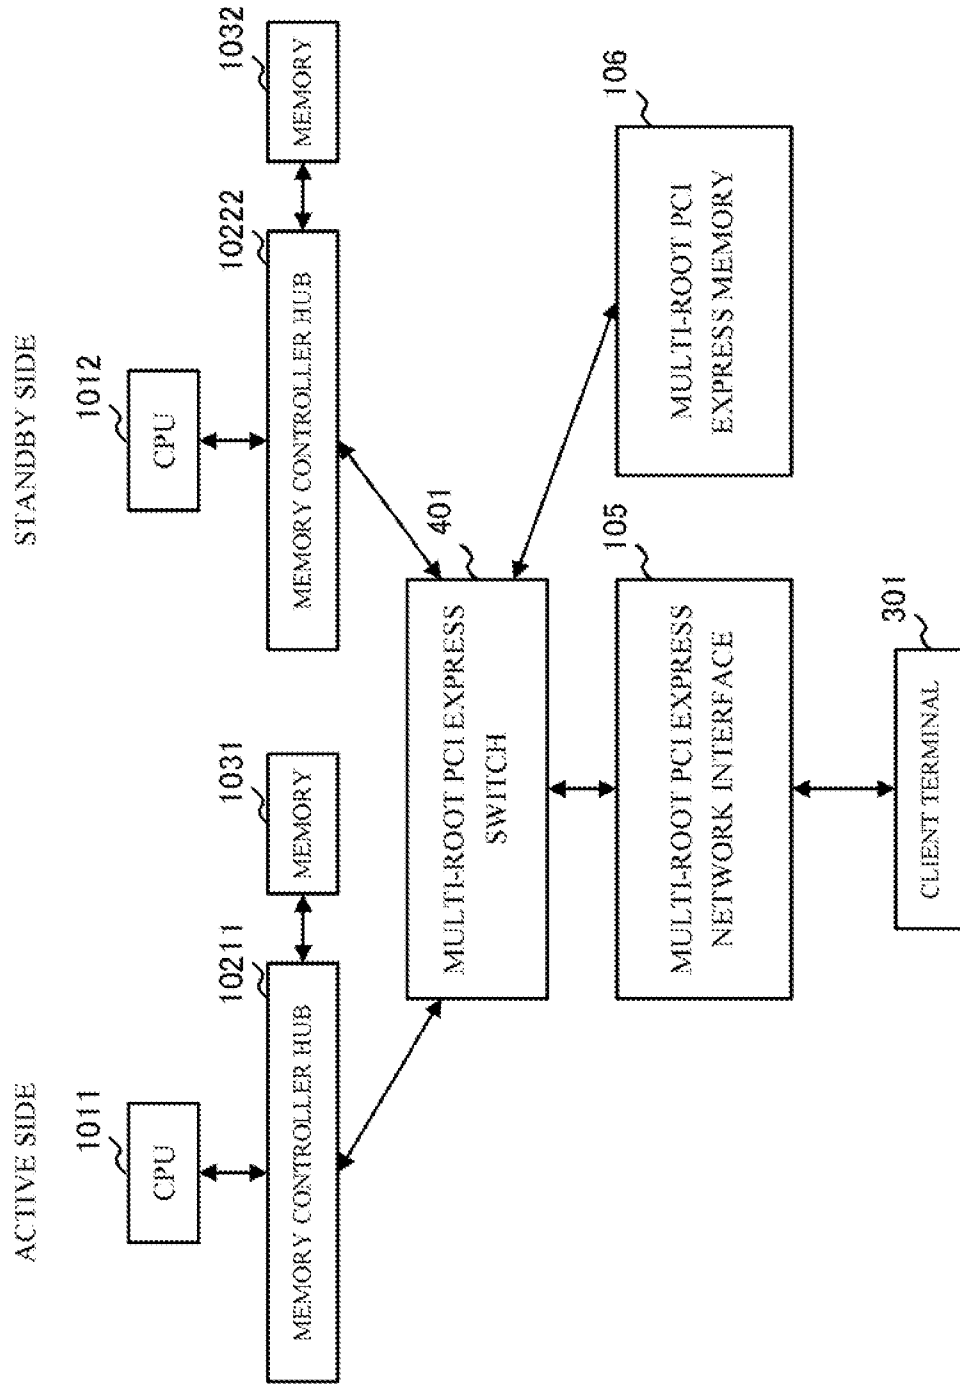 ACTIVE SIDE
STANDBY SIDE
1011
CPU
1012
CPU
10211
MEMORY CONTROLLER HUB
1031
MEMORY
10222
MEMORY CONTROLLER HUB
1032
MEMORY
401
MULTI-ROOT PCI EXPRESS
SWITCH
105
MULTI-ROOT PCI EXPRESS
NETWORK INTERFACE
106
MULTI-ROOT PCI
EXPRESS MEMORY
301
CLIENT TERMINAL